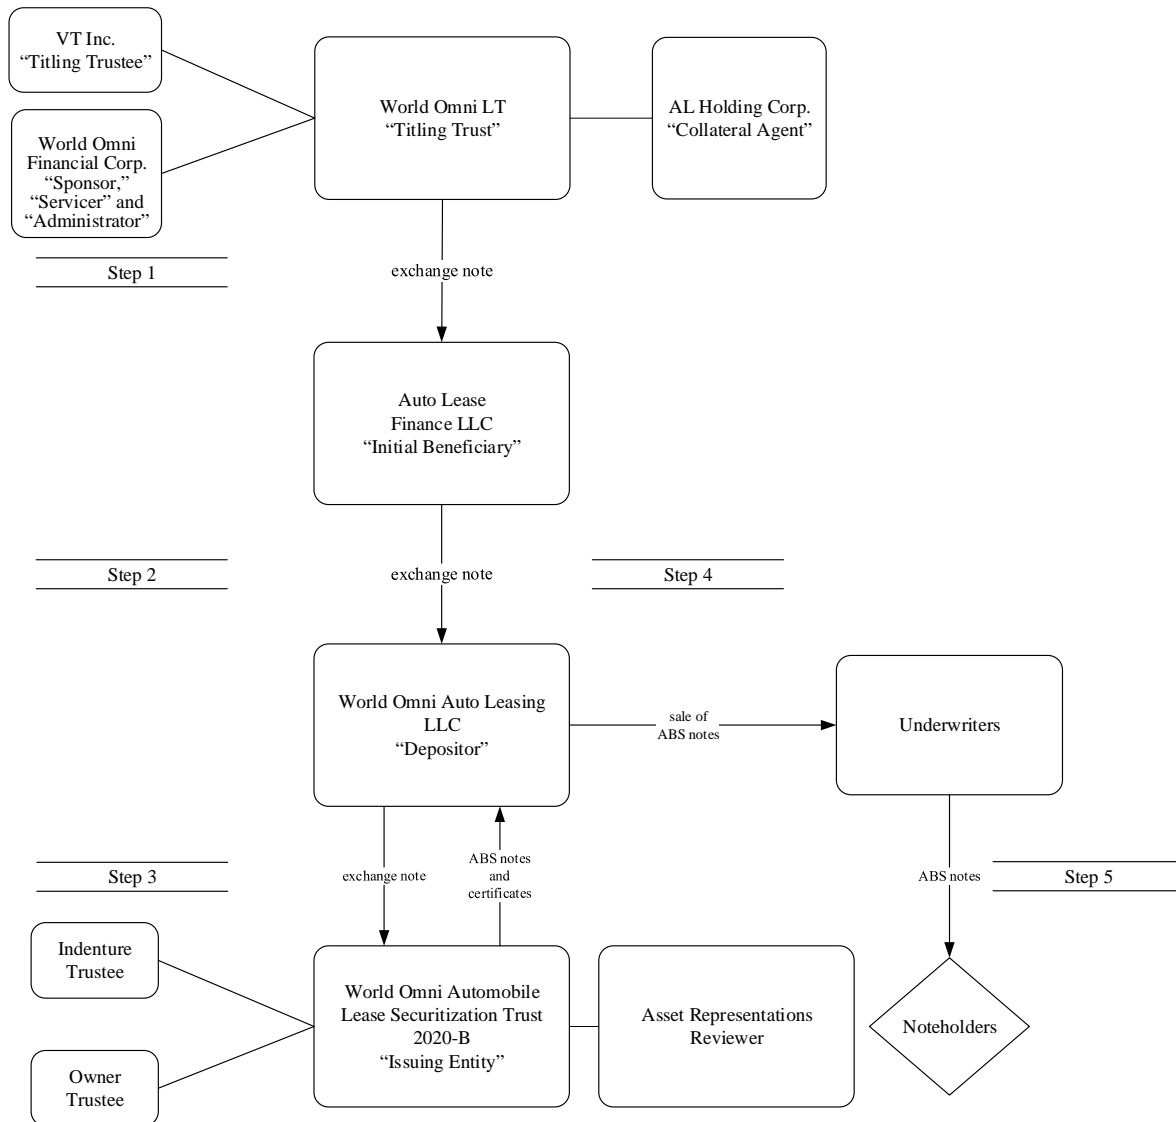 VT Inc.
“Titling Trustee”
World Omni LT
“Titling Trust”
AL Holding Corp.
“Collateral Agent”
World Omni
Financial Corp.
“Sponsor,”
“Servicer” and
“Administrator”
Step 1
exchange note
Auto Lease
Finance LLC
“Initial Beneficiary”
Step 2
exchange note
Step 4
World Omni Auto Leasing
LLC
“Depositor”
sale of
ABS notes
Underwriters
Step 3
exchange note
ABS notes
and
certificates
ABS notes
Step 5
Indenture
Trustee
World Omni Automobile
Lease Securitization Trust
2020-B
“Issuing Entity”
Asset Representations
Reviewer
Noteholders
Owner
Trustee